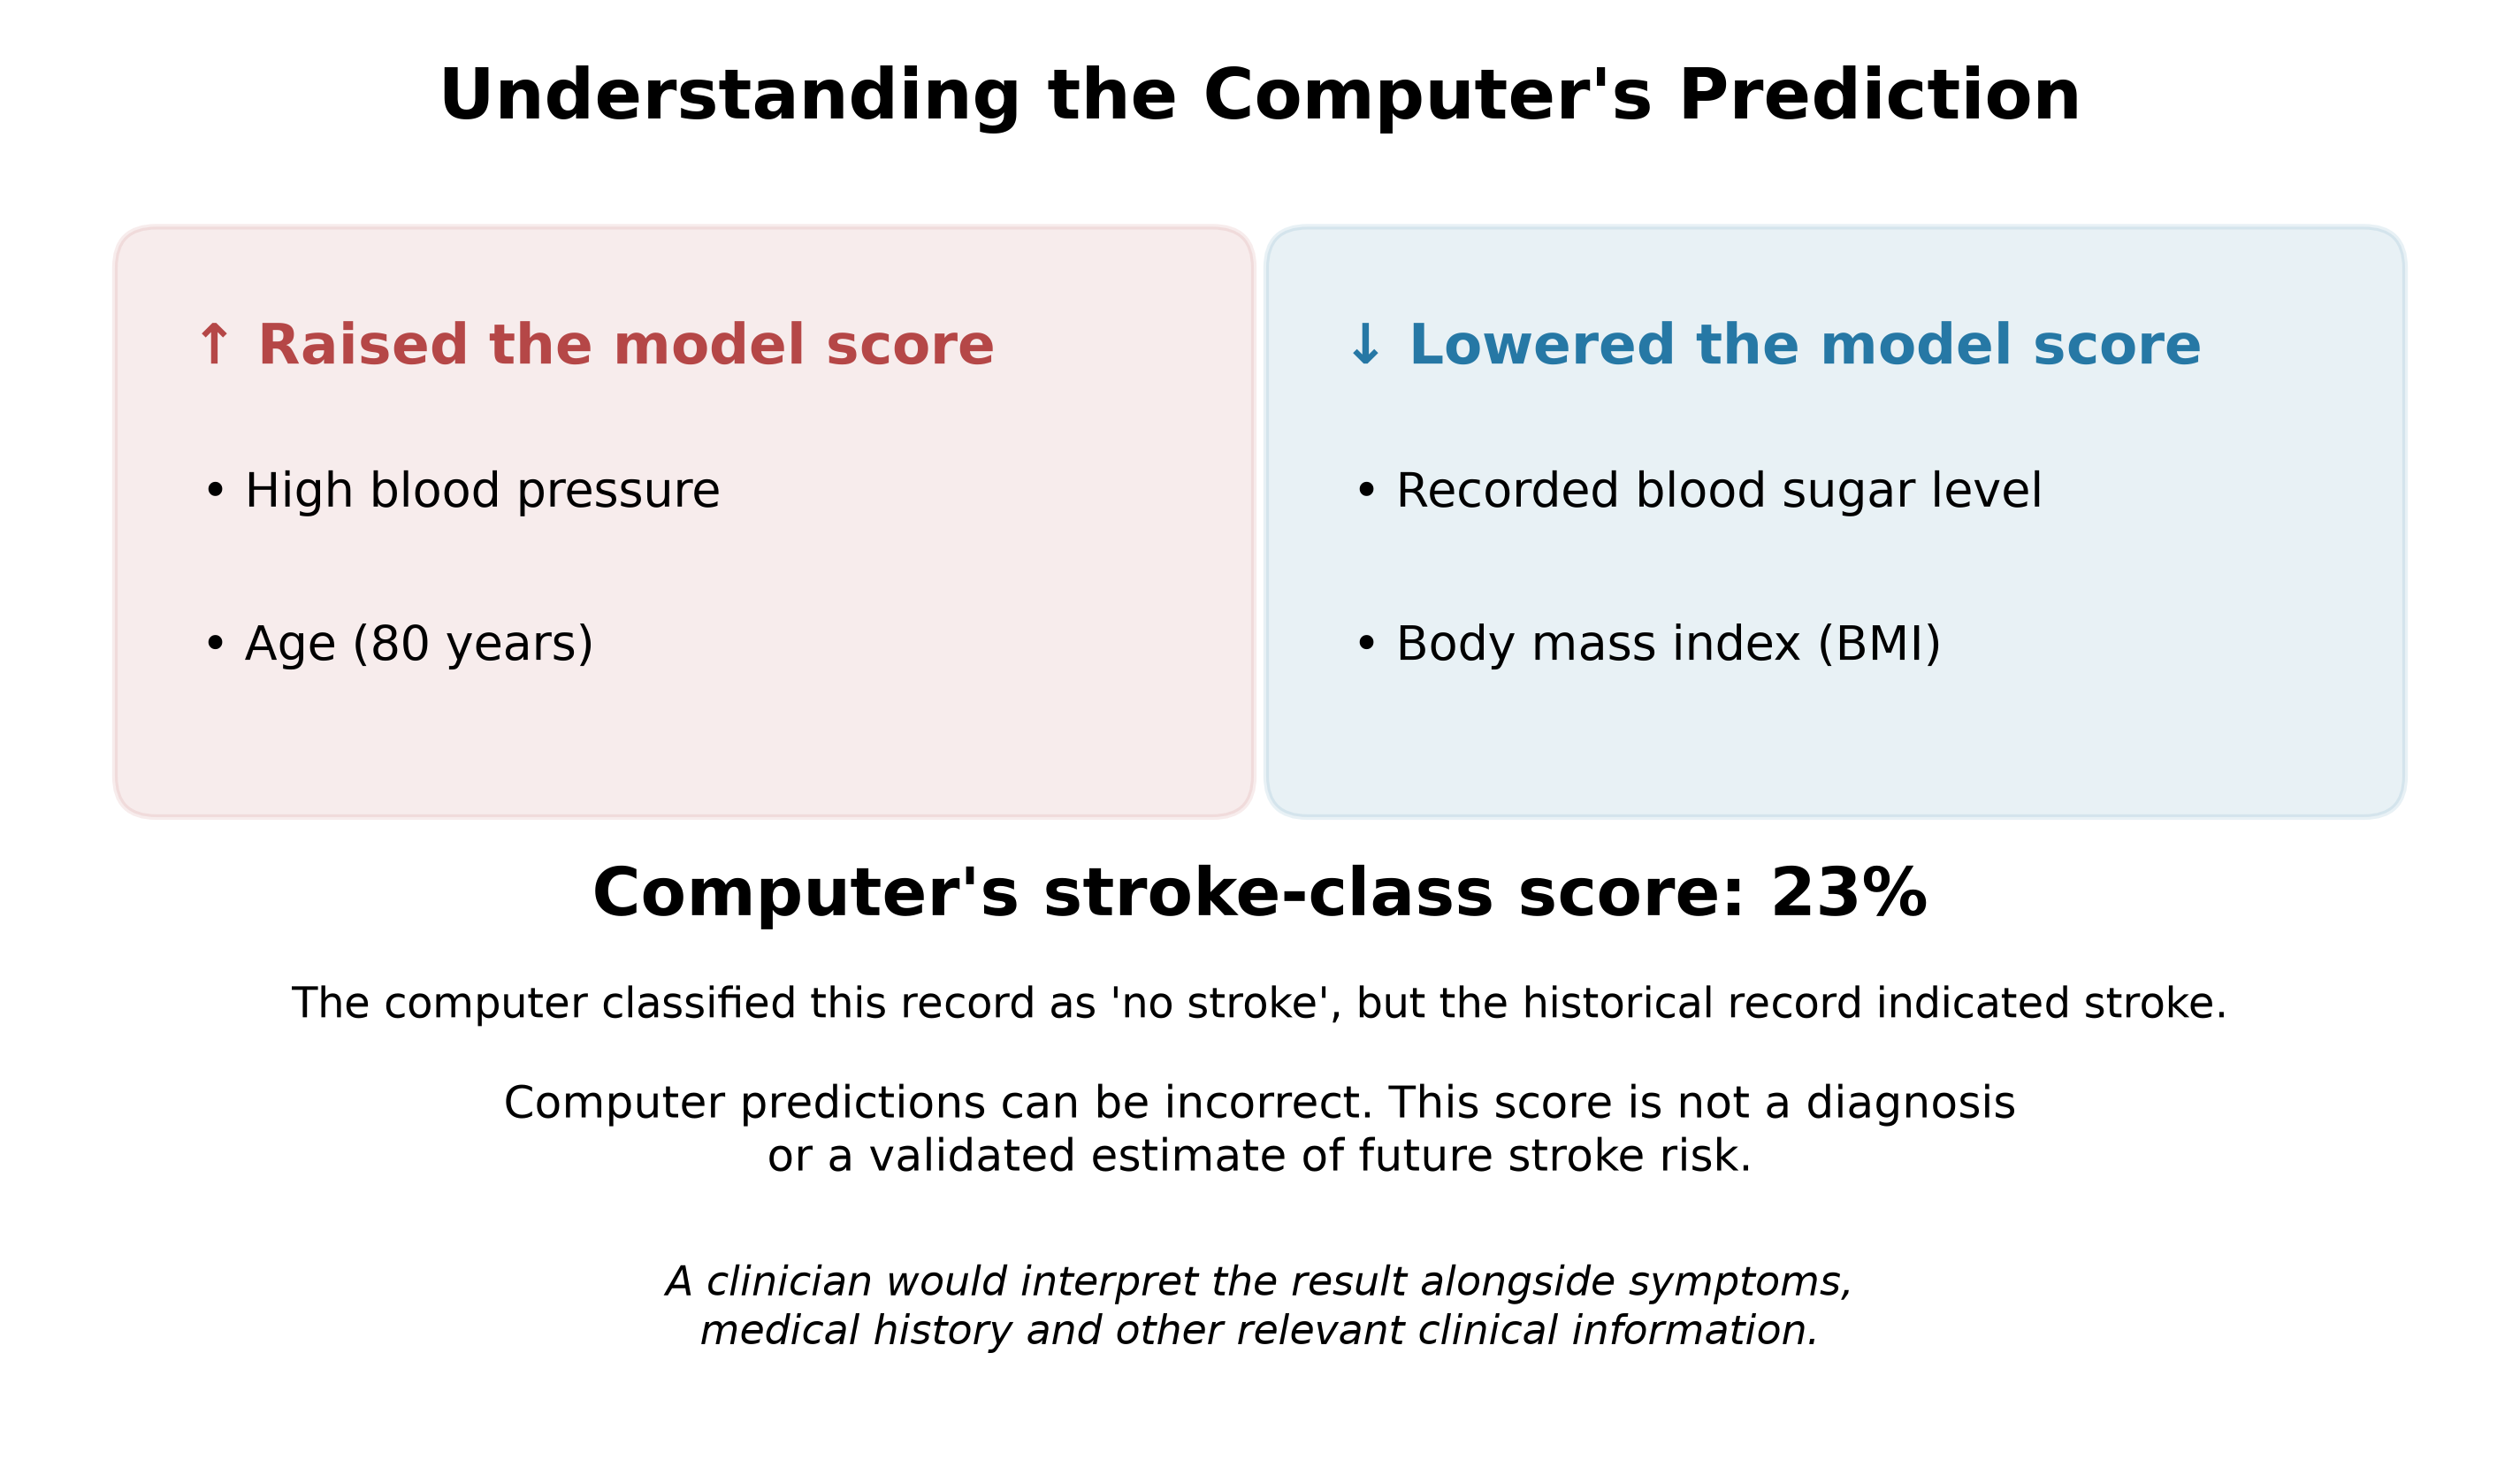 Understanding the Computer's Prediction
↑ Raised the model score
• High blood pressure
• Age (80 years)
↓ Lowered the model score
• Recorded blood sugar level
• Body mass index (BMI)
Computer's stroke-class score: 23%
The computer classified this record as 'no stroke', but the historical record indicated stroke.
Computer predictions can be incorrect. This score is not a diagnosis
or a validated estimate of future stroke risk.
A clinician would interpret the result alongside symptoms,
medical history and other relevant clinical information.